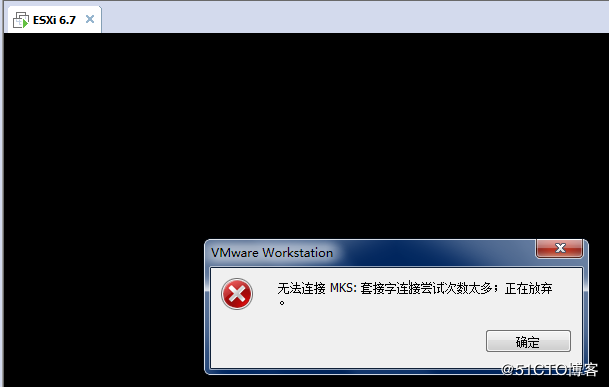 ESXi 6.7
VMware Workstation
无法连接 MKS: 套接字连接尝试次数太多；正在放弃
。
确定
@51CTO博客